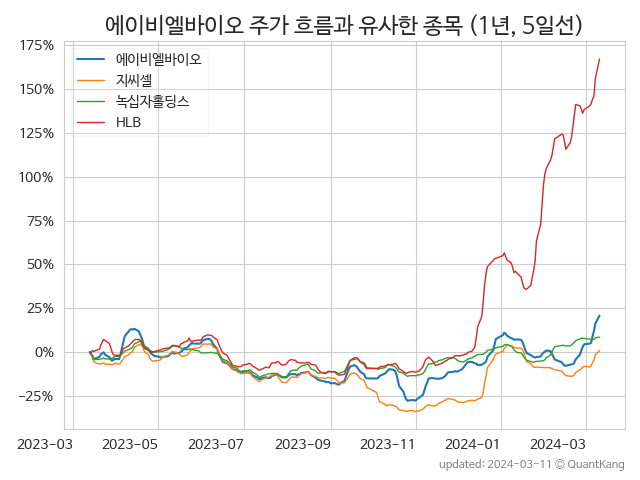 에이비엘바이오 주가 흐름과 유사한 종목 (1년, 5일선)
에이비엘바이오
지씨셀
녹십자홀딩스
HLB
175%
150%
125%
100%
75%
50%
25%
0%
−25%
2023-03 2023-05 2023-07 2023-09 2023-11 2024-01 2024-03
updated: 2024-03-11 © QuantKang